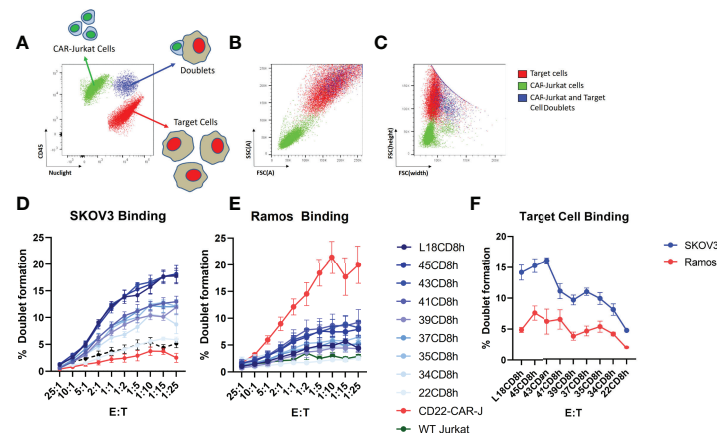 A
CAR-Jurkat Cells
Doublets
Target Cells
CD45
Nuclight
B
SSC(A)
FSC(A)
C
FSC(height)
FSC(width)
Target cells
CAR-Jurkat cells
CAR-Jurkat and Target
Cell Doublets
D
SKOV3 Binding
% Doublet formation
25
20
15
10
5
0
25:1
10:1
5:1
2:1
1:1
1:2
1:5
1:10
1:15
1:25
E:T
E
Ramos Binding
% Doublet formation
25
20
15
10
5
0
25:1
10:1
5:1
2:1
1:1
1:2
1:5
1:10
1:15
1:25
E:T
L18CD8h
45CD8h
43CD8h
41CD8h
39CD8h
37CD8h
35CD8h
34CD8h
22CD8h
CD22-CAR-J
WT Jurkat
F
Target Cell Binding
% Doublet formation
20
15
10
5
0
L18CD8h
45CD8h
43CD8h
41CD8h
39CD8h
37CD8h
35CD8h
34CD8h
22CD8h
E:T
SKOV3
Ramos